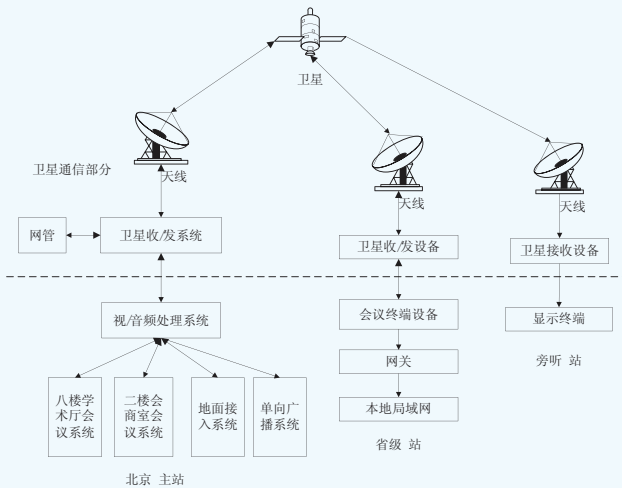 卫星
卫星通信部分
天线
天线
天线
网管
卫星收/发系统
卫星收/发设备
卫星接收设备
视/音频处理系统
会议终端设备
显示终端
网关
旁听 站
八楼学
术厅会
议系统
二楼会
商室会
议系统
地面接
入系统
单向广
播系统
本地局域网
省级 站
北京 主站